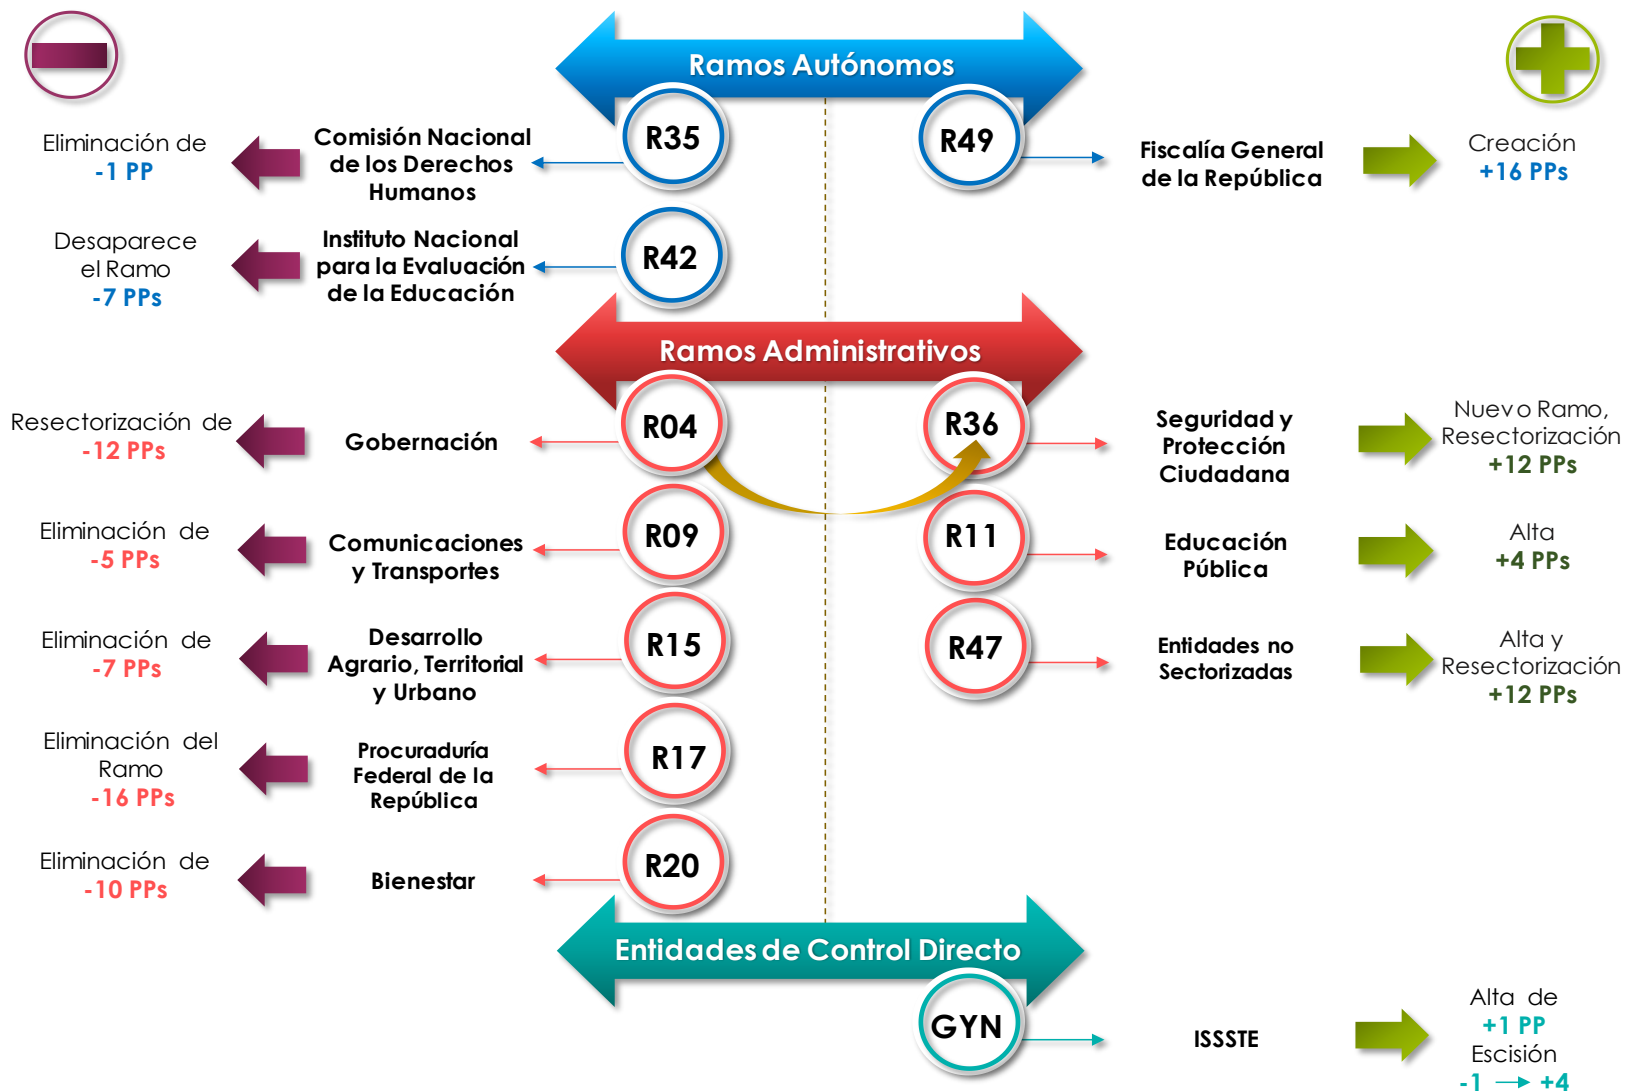 Ramos Autónomos
Eliminación de
-1 PP
Comisión Nacional
de los Derechos
Humanos
R35
R49
Fiscalía General
de la República
Creación
+16 PPs
Desaparece
el Ramo
-7 PPs
Instituto Nacional
para la Evaluación
de la Educación
R42
Ramos Administrativos
Resectorización de
-12 PPs
Gobernación
R04
R36
Seguridad y
Protección
Ciudadana
Nuevo Ramo,
Resectorización
+12 PPs
Eliminación de
-5 PPs
Comunicaciones
y Transportes
R09
R11
Educación
Pública
Alta
+4 PPs
Eliminación de
-7 PPs
Desarrollo
Agrario, Territorial
y Urbano
R15
R47
Entidades no
Sectorizadas
Alta y
Resectorización
+12 PPs
Eliminación del
Ramo
-16 PPs
Procuraduría
Federal de la
República
R17
Eliminación de
-10 PPs
Bienestar
R20
Entidades de Control Directo
GYN
ISSSTE
Alta de
+1 PP
Escisión
-1 → +4